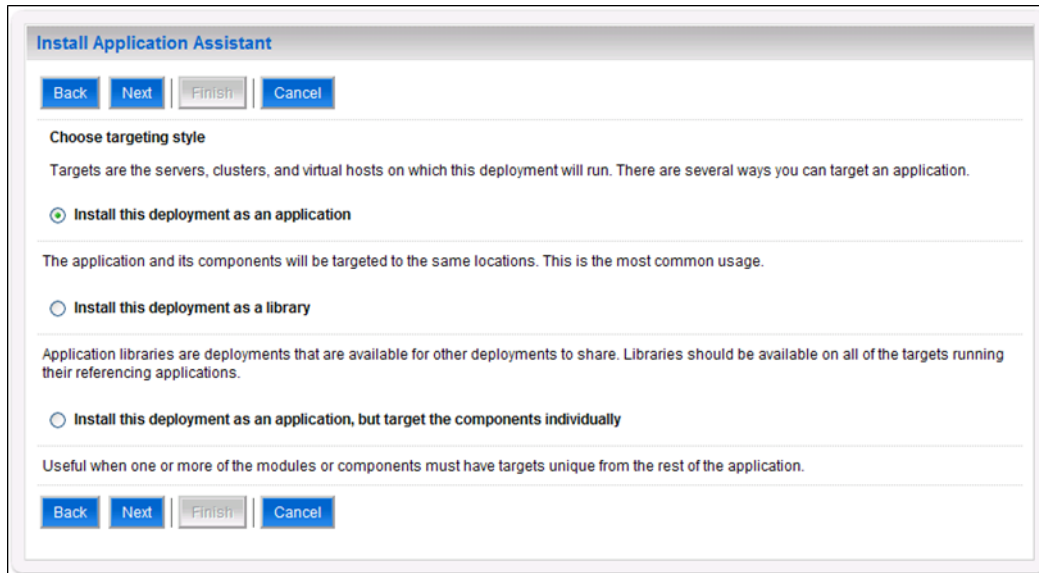 Install Application Assistant
Back Next Finish Cancel
Choose targeting style
Targets are the servers, clusters, and virtual hosts on which this deployment will run. There are several ways you can target an application.
Install this deployment as an application
The application and its components will be targeted to the same locations. This is the most common usage.
Install this deployment as a library
Application libraries are deployments that are available for other deployments to share. Libraries should be available on all of the targets running
their referencing applications.
Install this deployment as an application, but target the components individually
Useful when one or more of the modules or components must have targets unique from the rest of the application.
Back Next Finish Cancel